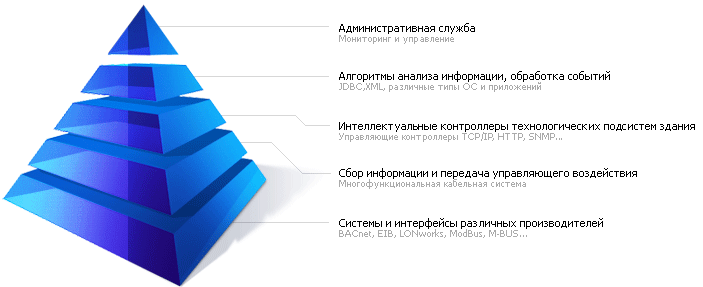 Административная служба
Мониторинг и управление
Алгоритмы анализа информации, обработка событий
JDBC,XML, различные типы ОС и приложений
Интеллектуальные контроллеры технологических подсистем здания
Управляющие контроллеры TCP/IP, HTTP, SNMP...
Сбор информации и передача управляющего воздействия
Многофункциональная кабельная система
Системы и интерфейсы различных производителей
BACnet, EIB, LONworks, ModBus, M-BUS...